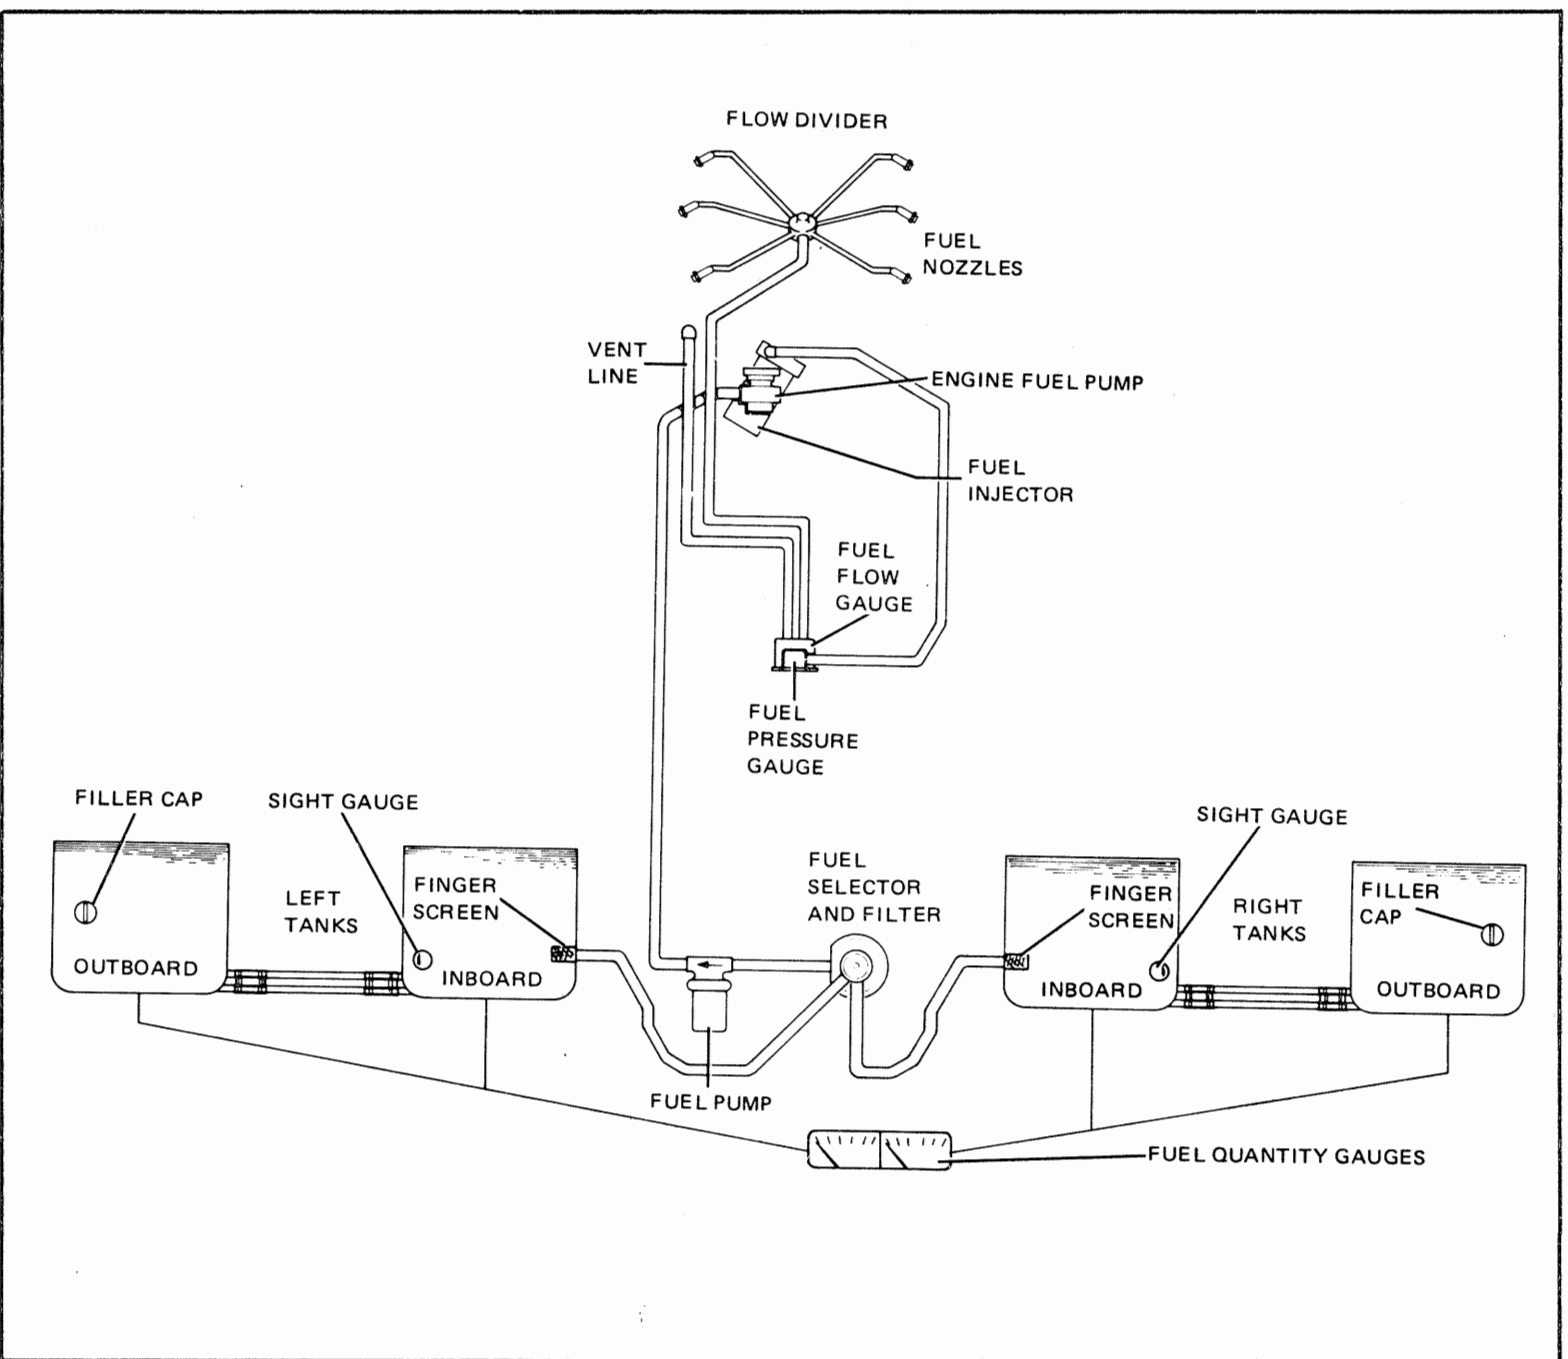 FLOW DIVIDER
FUEL
NOZZLES
VENT
LINE
ENGINE FUEL PUMP
FUEL
INJECTOR
FUEL
FLOW
GAUGE
FUEL
PRESSURE
GAUGE
FILLER CAP
SIGHT GAUGE
SIGHT GAUGE
FUEL
SELECTOR
AND FILTER
FINGER
SCREEN
LEFT
TANKS
FINGER
SCREEN
RIGHT
TANKS
FILLER
CAP
OUTBOARD
INBOARD
INBOARD
OUTBOARD
FUEL PUMP
FUEL QUANTITY GAUGES